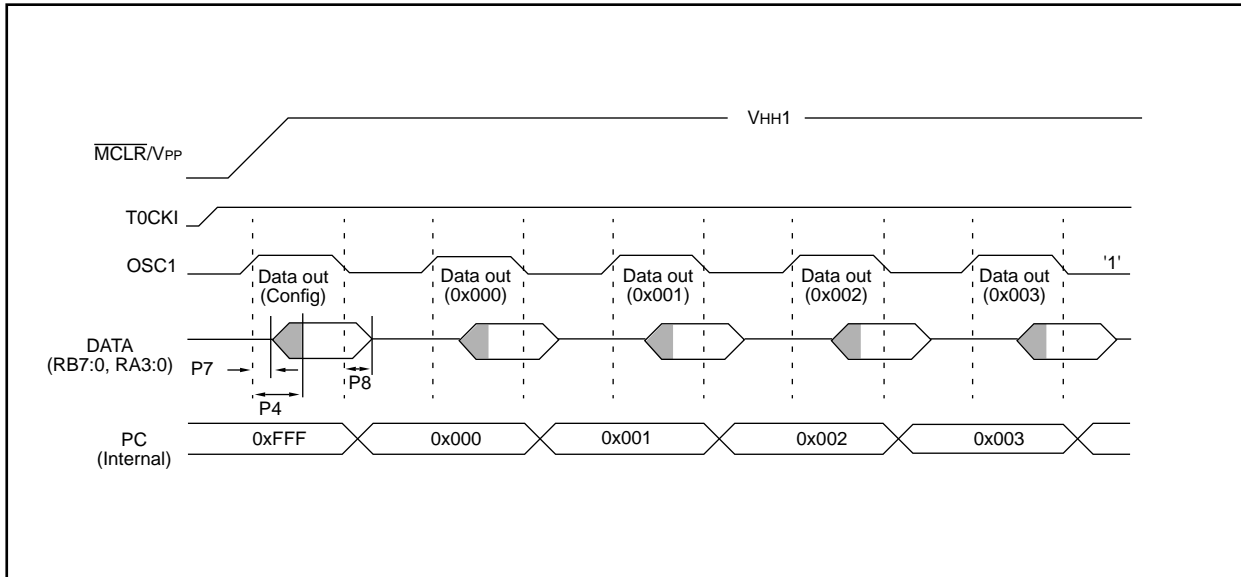 VHH1
MCLR/VPP
T0CKI
OSC1
Data out
(Config)
Data out
(0x000)
Data out
(0x001)
Data out
(0x002)
Data out
(0x003)
'1'
DATA
(RB7:0, RA3:0)
P7
P8
P4
PC
(Internal)
0xFFF
0x000
0x001
0x002
0x003